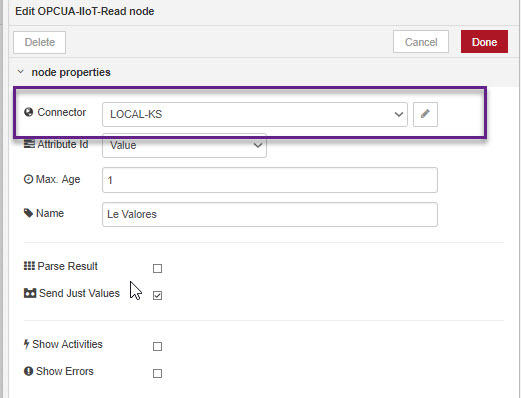 Edit OPCUA-IIoT-Read node
Delete
Cancel
Done
node properties
Connector
LOCAL-KS
Attribute Id
Value
Max. Age
1
Name
Le Valores
Parse Result
Send Just Values
Show Activities
Show Errors